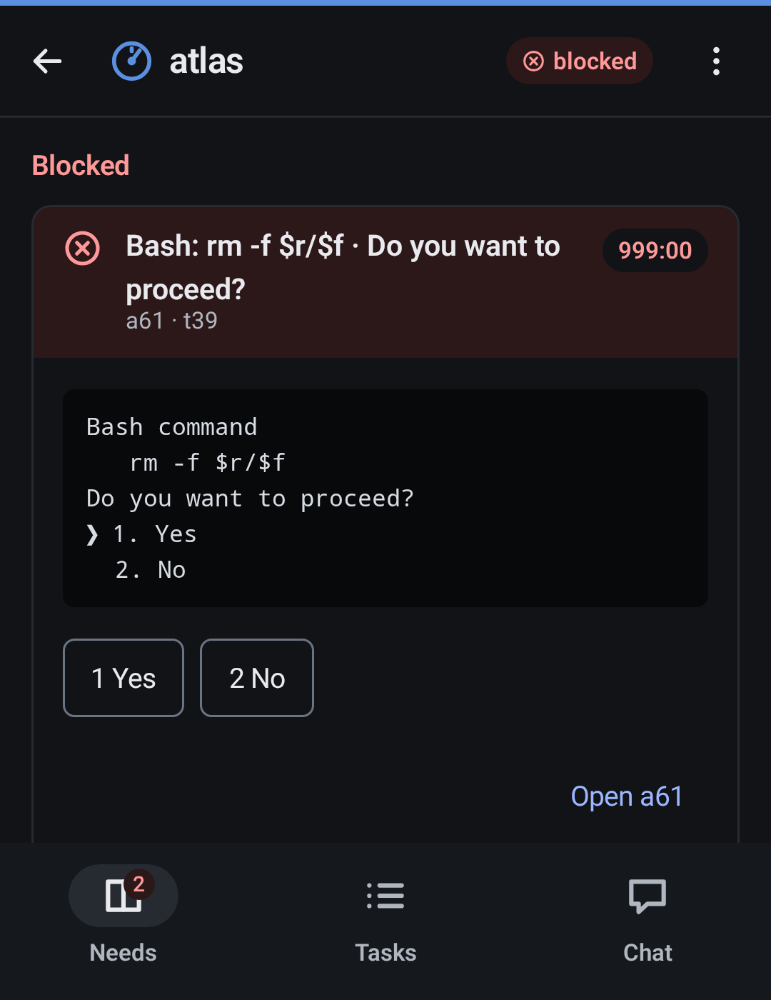 atlas
blocked
Blocked
Bash: rm -f $r/$f · Do you want to
proceed?
999:00
a61 · t39
Bash command
rm -f $r/$f
Do you want to proceed?
❯ 1. Yes
2. No
1 Yes
2 No
Open a61
2
Needs
Tasks
Chat